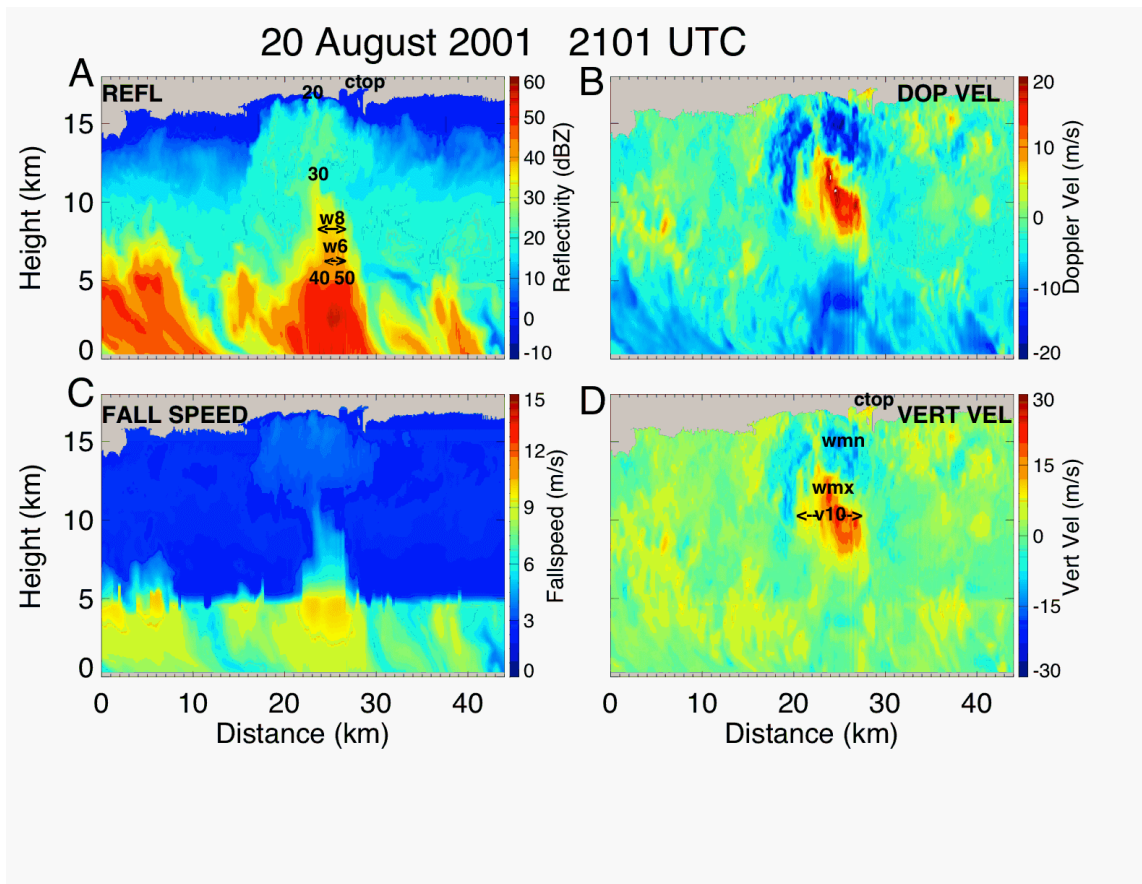 20 August 2001 2101 UTC
A
REFL
20
ctop
30
w8
w6
40 50
15
10
5
0
Height (km)
60
50
40
30
20
10
0
-10
Reflectivity (dBZ)
B
DOP VEL
20
10
0
-10
-20
Doppler Vel (m/s)
C
FALL SPEED
15
10
5
0
Height (km)
0 10 20 30 40
Distance (km)
15
12
9
6
3
0
Fallspeed (m/s)
D
ctop
VERT VEL
wmn
wmx
<--v10->
0 10 20 30 40
Distance (km)
30
15
0
-15
-30
Vert Vel (m/s)